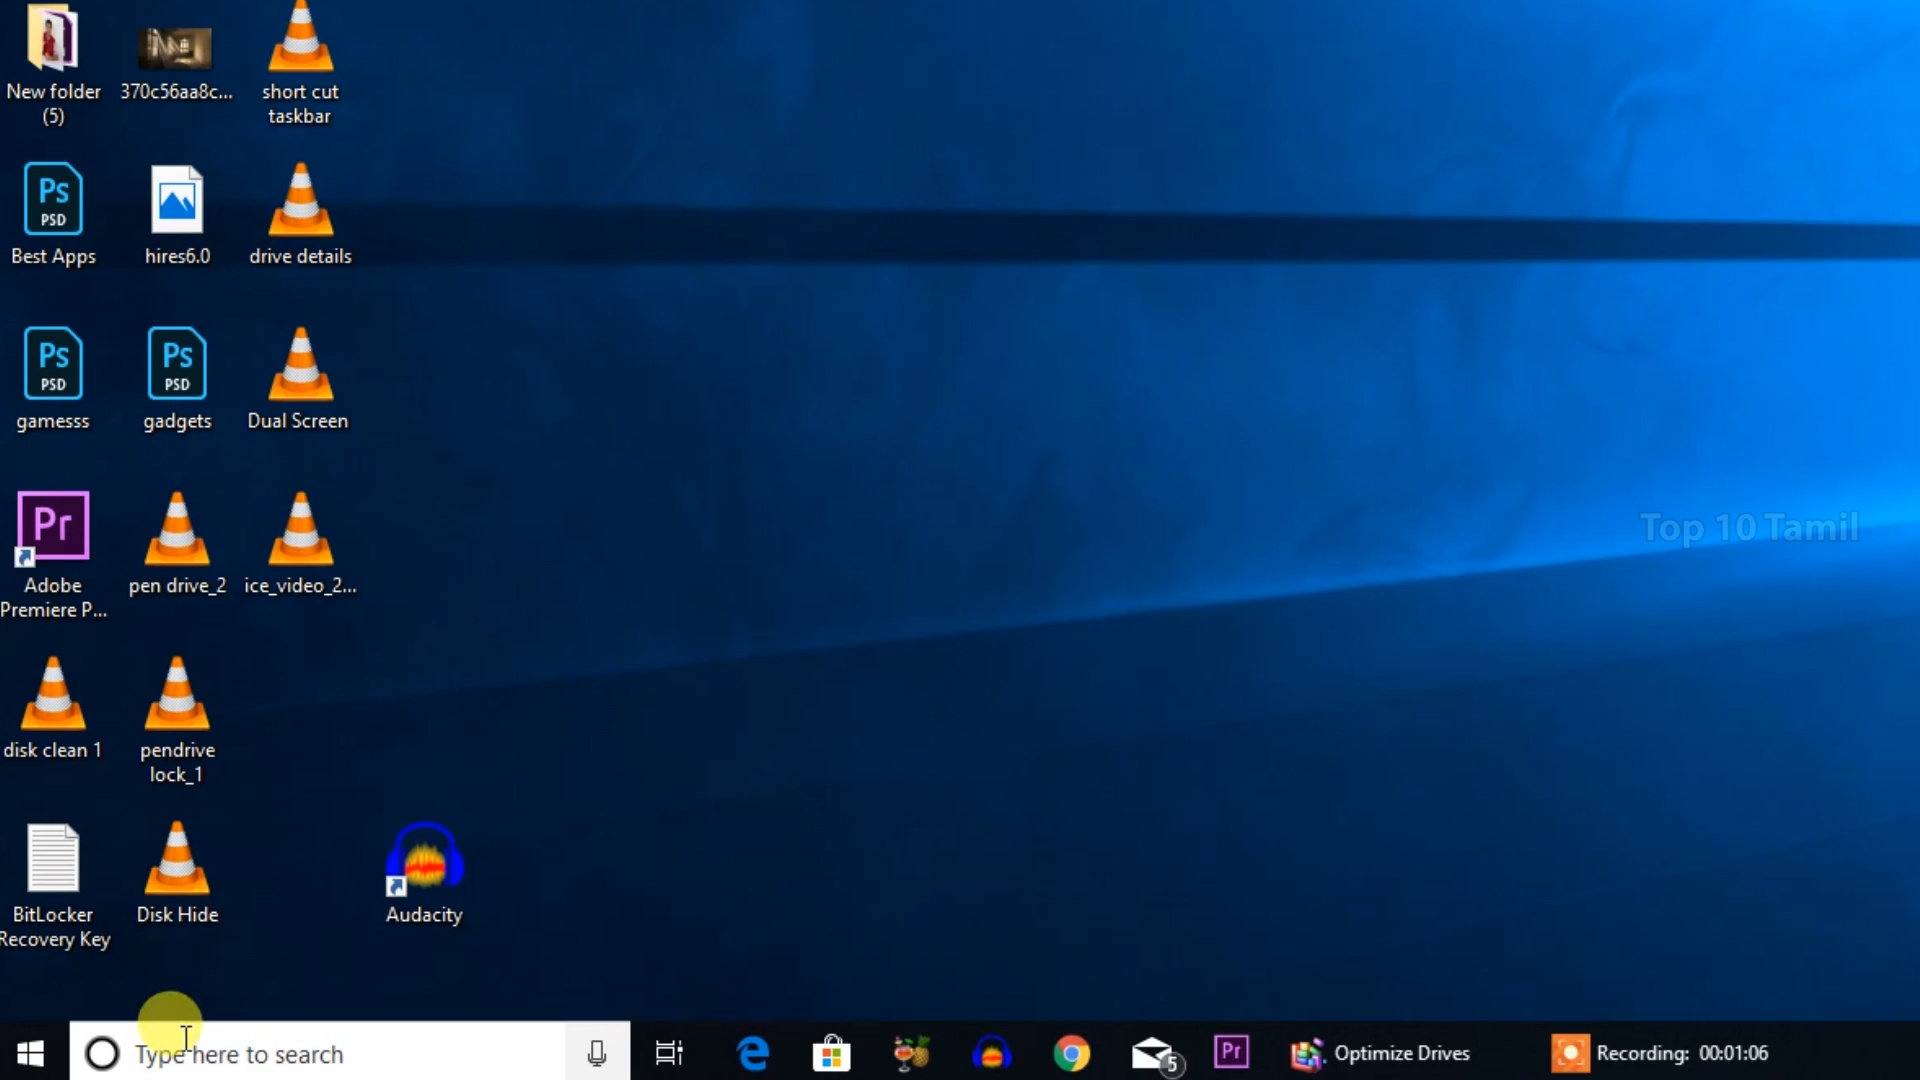 New folder
(5)
370c56aa8c...
short cut
taskbar
Ps
PSD
Best Apps
hires6.0
drive details
Ps
PSD
gamesss
Ps
PSD
gadgets
Dual Screen
Pr
Adobe
Premiere P...
pen drive_2
ice_video_2...
Top 10 Tamil
disk clean 1
pendrive
lock_1
BitLocker
Recovery Key
Disk Hide
Audacity
Type here to search
5
Pr
Optimize Drives
Recording: 00:01:06